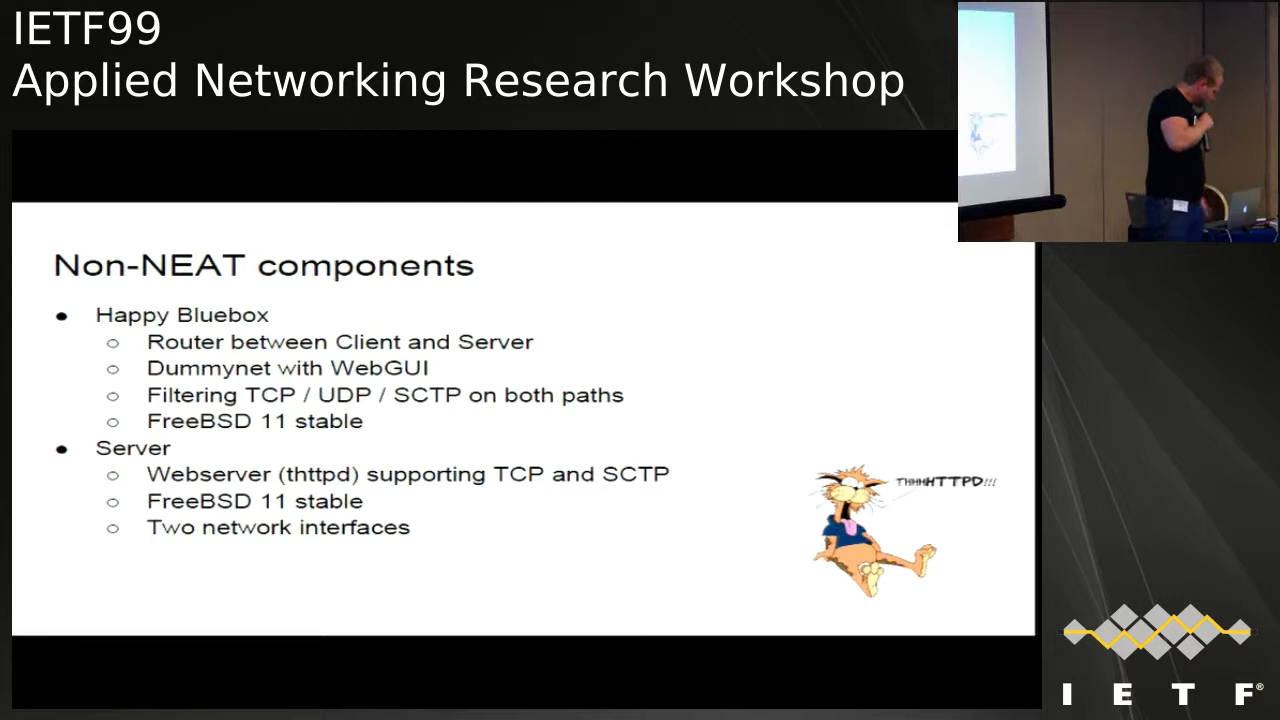 IETF99
Applied Networking Research Workshop
Non-NEAT components
● Happy Bluebox
○ Router between Client and Server
○ Dummynet with WebGUI
○ Filtering TCP / UDP / SCTP on both paths
○ FreeBSD 11 stable
● Server
○ Webserver (thttpd) supporting TCP and SCTP
○ FreeBSD 11 stable
○ Two network interfaces
THHHHTTPD!!!
I E T F®